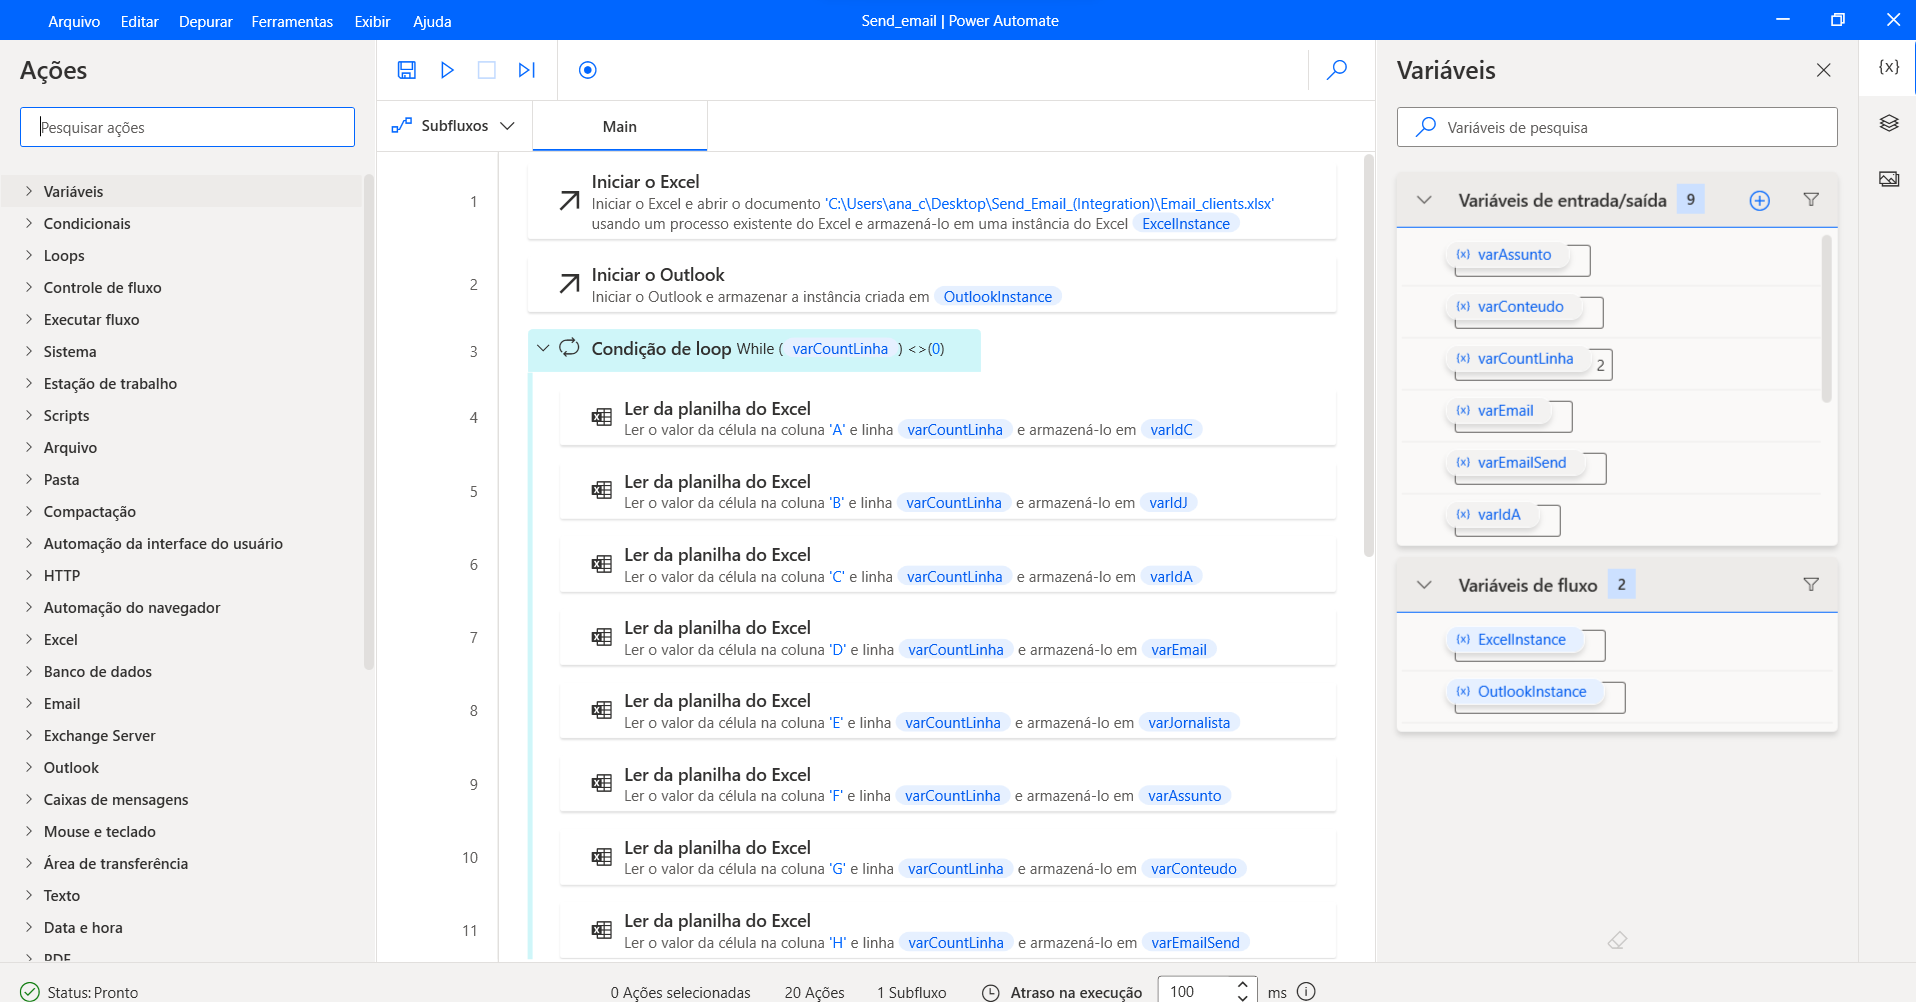 Arquivo Editar Depurar Ferramentas Exibir Ajuda
Send_email | Power Automate
Ações
Pesquisar ações
Variáveis
Condicionais
Loops
Controle de fluxo
Executar fluxo
Sistema
Estação de trabalho
Scripts
Arquivo
Pasta
Compactação
Automação da interface do usuário
HTTP
Automação do navegador
Excel
Banco de dados
Email
Exchange Server
Outlook
Caixas de mensagens
Mouse e teclado
Área de transferência
Texto
Data e hora
PDF
Subfluxos
Main
1
Iniciar o Excel
Iniciar o Excel e abrir o documento 'C:\Users\ana_c\Desktop\Send_Email_(Integration)\Email_clients.xlsx'
usando um processo existente do Excel e armazená-lo em uma instância do Excel ExcelInstance
2
Iniciar o Outlook
Iniciar o Outlook e armazenar a instância criada em OutlookInstance
3
Condição de loop While ( varCountLinha ) <>(0)
4
Ler da planilha do Excel
Ler o valor da célula na coluna 'A' e linha varCountLinha e armazená-lo em varIdC
5
Ler da planilha do Excel
Ler o valor da célula na coluna 'B' e linha varCountLinha e armazená-lo em varIdJ
6
Ler da planilha do Excel
Ler o valor da célula na coluna 'C' e linha varCountLinha e armazená-lo em varIdA
7
Ler da planilha do Excel
Ler o valor da célula na coluna 'D' e linha varCountLinha e armazená-lo em varEmail
8
Ler da planilha do Excel
Ler o valor da célula na coluna 'E' e linha varCountLinha e armazená-lo em varJornalista
9
Ler da planilha do Excel
Ler o valor da célula na coluna 'F' e linha varCountLinha e armazená-lo em varAssunto
10
Ler da planilha do Excel
Ler o valor da célula na coluna 'G' e linha varCountLinha e armazená-lo em varConteudo
11
Ler da planilha do Excel
Ler o valor da célula na coluna 'H' e linha varCountLinha e armazená-lo em varEmailSend
Variáveis
{x}
Variáveis de pesquisa
Variáveis de entrada/saída 9
(x) varAssunto
(x) varConteudo
(x) varCountLinha 2
(x) varEmail
(x) varEmailSend
(x) varIdA
Variáveis de fluxo 2
(x) ExcelInstance
(x) OutlookInstance
Status: Pronto
0 Ações selecionadas
20 Ações
1 Subfluxo
Atraso na execução 100 ms